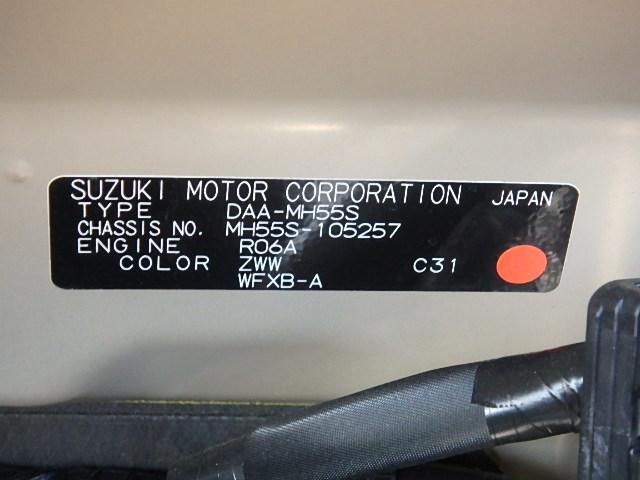 SUZUKI MOTOR CORPORATION JAPAN
TYPE DAA-MH55S
CHASSIS NO. MH55S-105257
ENGINE R06A
COLOR ZWW C31
WFXB-A